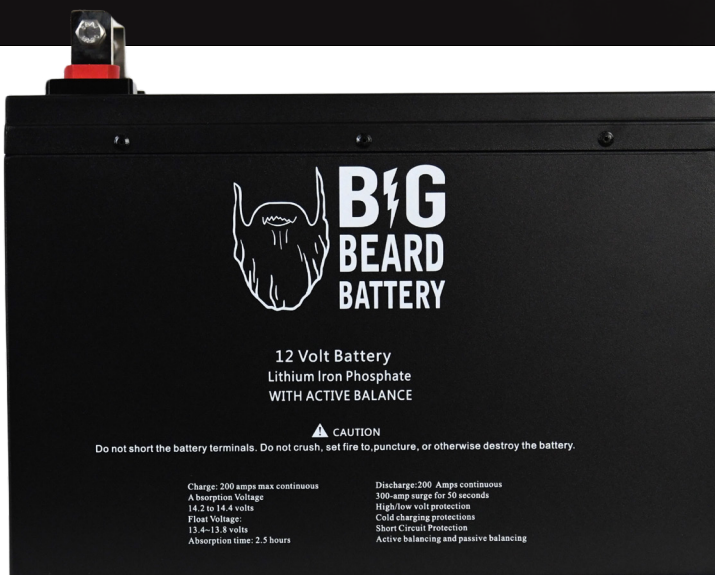 BIG
BEARD
BATTERY
12 Volt Battery
Lithium Iron Phosphate
WITH ACTIVE BALANCE
CAUTION
Do not short the battery terminals. Do not crush, set fire to,puncture, or otherwise destroy the battery.
Charge: 200 amps max continuous
A bsorption Voltage
14.2 to 14.4 volts
Float Voltage:
13.4~13.8 volts
Absorption time: 2.5 hours
Discharge:200 Amps continuous
300-amp surge for 50 seconds
High/low volt protection
Cold charging protections
Short Circuit Protection
Active balancing and passive balancing